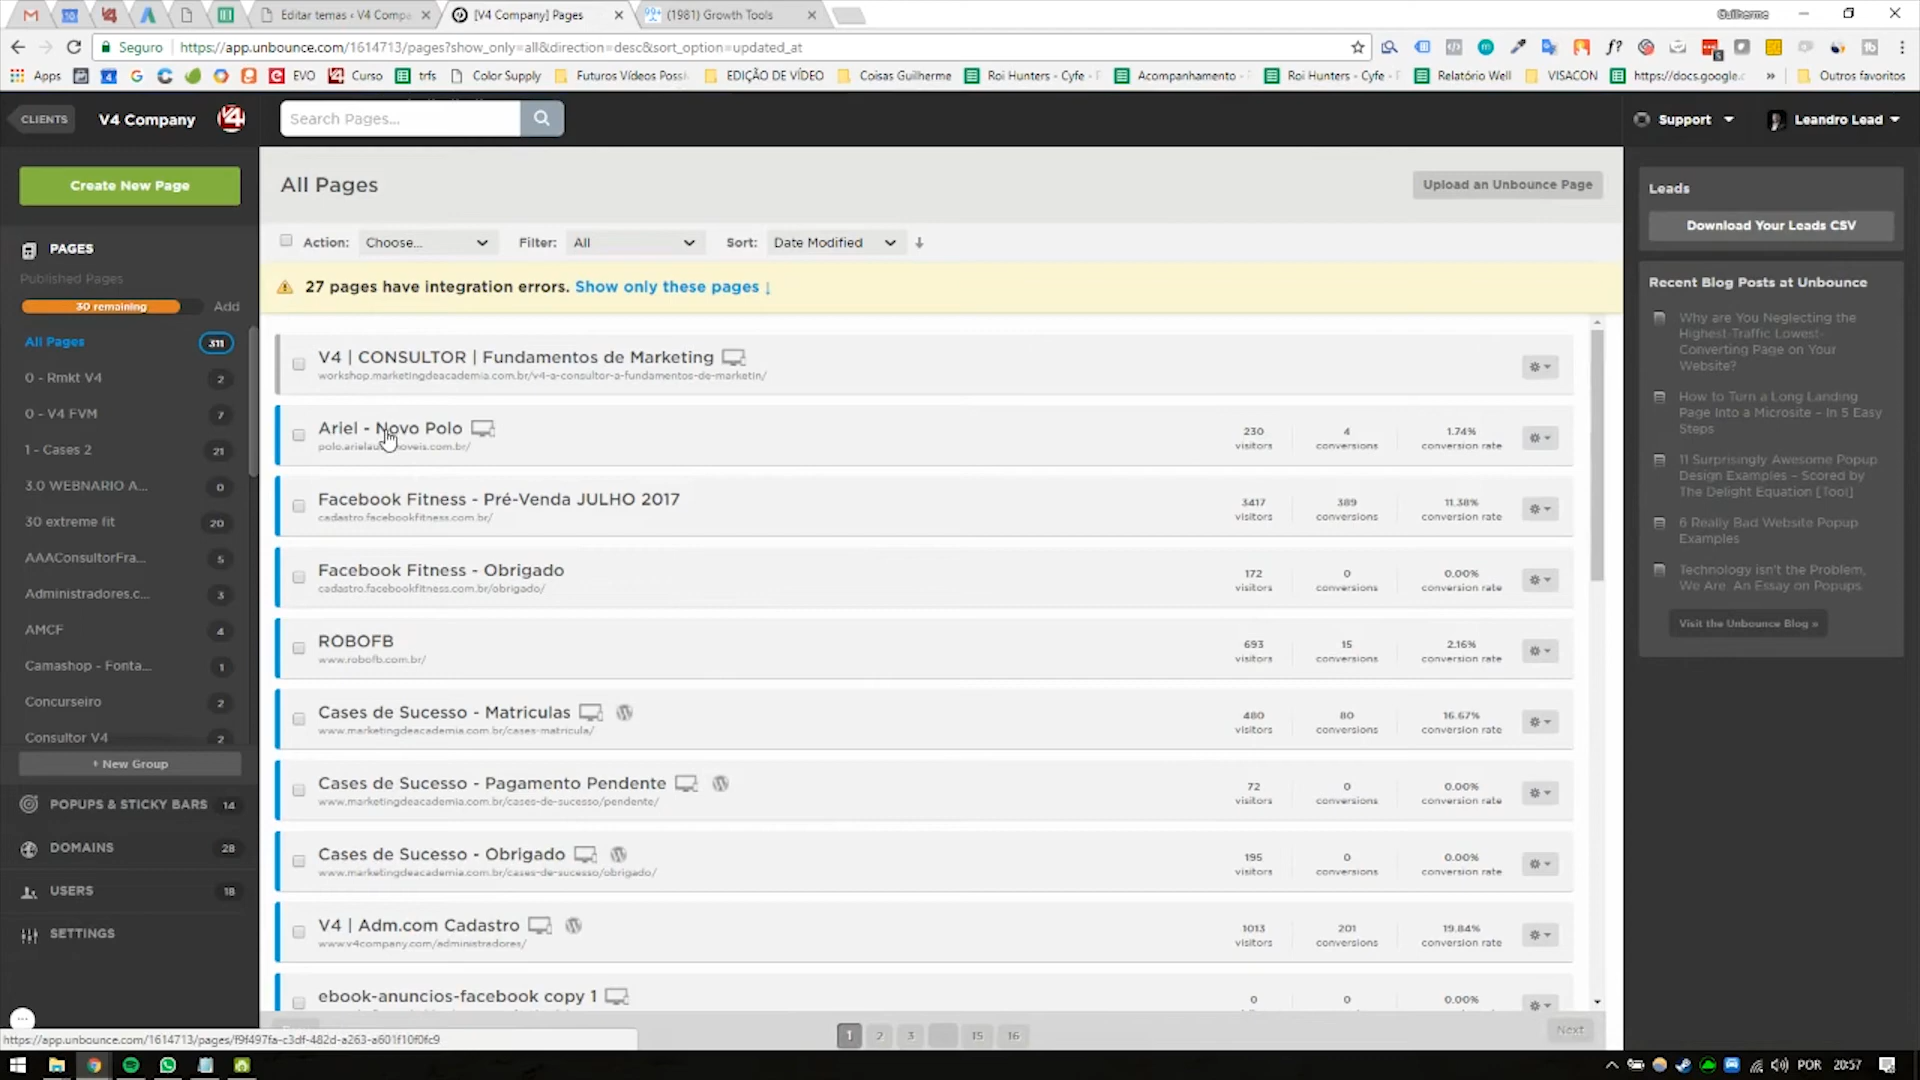 Editar temas ‹ V4 Compa
[V4 Company] Pages
(1981) Growth Tools
Guilherme
Seguro
https://app.unbounce.com/1614713/pages?show_only=all&direction=desc&sort_option=updated_at
Apps
EVO
Curso
trfs
Color Supply
Futuros Vídeos Possi
EDIÇÃO DE VÍDEO
Coisas Guilherme
Roi Hunters - Cyfe -
Acompanhamento -
Roi Hunters - Cyfe -
Relatório Well
VISACON
https://docs.google.c
»
Outros favoritos
CLIENTS
V4 Company
V4
Search Pages...
Support
Leandro Lead
Create New Page
PAGES
Published Pages
30 remaining
Add
All Pages 311
0 - Rmkt V4 2
0 - V4 FVM 7
1 - Cases 2 21
3.0 WEBNARIO A... 0
30 extreme fit 20
AAAConsultorFra... 5
Administradores.c... 3
AMCF 4
Camashop - Fonta... 1
Concurseiro 2
Consultor V4 2
+ New Group
POPUPS & STICKY BARS 14
DOMAINS 28
USERS 18
SETTINGS
All Pages
Upload an Unbounce Page
Action: Choose...
Filter: All
Sort: Date Modified
27 pages have integration errors. Show only these pages ↓
V4 | CONSULTOR | Fundamentos de Marketing
workshop.marketingdeacademia.com.br/v4-a-consultor-a-fundamentos-de-marketin/
Ariel - Novo Polo
230 4 1.74%
visitors conversions conversion rate
Facebook Fitness - Pré-Venda JULHO 2017
cadastro.facebookfitness.com.br/
3417 389 11.38%
visitors conversions conversion rate
Facebook Fitness - Obrigado
cadastro.facebookfitness.com.br/obrigado/
172 0 0.00%
visitors conversions conversion rate
ROBOFB
www.robofb.com.br/
693 15 2.16%
visitors conversions conversion rate
Cases de Sucesso - Matriculas
www.marketingdeacademia.com.br/cases-matricula/
480 80 16.67%
visitors conversions conversion rate
Cases de Sucesso - Pagamento Pendente
www.marketingdeacademia.com.br/cases-de-sucesso/pendente/
72 0 0.00%
visitors conversions conversion rate
Cases de Sucesso - Obrigado
www.marketingdeacademia.com.br/cases-de-sucesso/obrigado/
195 0 0.00%
visitors conversions conversion rate
V4 | Adm.com Cadastro
www.v4company.com/administradores/
1013 201 19.84%
visitors conversions conversion rate
ebook-anuncios-facebook copy 1
0 0 0.00%
1 2 3 15 16
Next
Leads
Download Your Leads CSV
Recent Blog Posts at Unbounce
Why are You Neglecting the
Highest-Traffic Lowest-
Converting Page on Your
Website?
How to Turn a Long Landing
Page Into a Microsite – In 5 Easy
Steps
11 Surprisingly Awesome Popup
Design Examples – Scored by
The Delight Equation [Tool]
6 Really Bad Website Popup
Examples
Technology isn't the Problem,
We Are. An Essay on Popups.
Visit the Unbounce Blog »
https://app.unbounce.com/1614713/pages/f9f497fa-c3df-482d-a263-a601f10f0fc9
POR 20:57